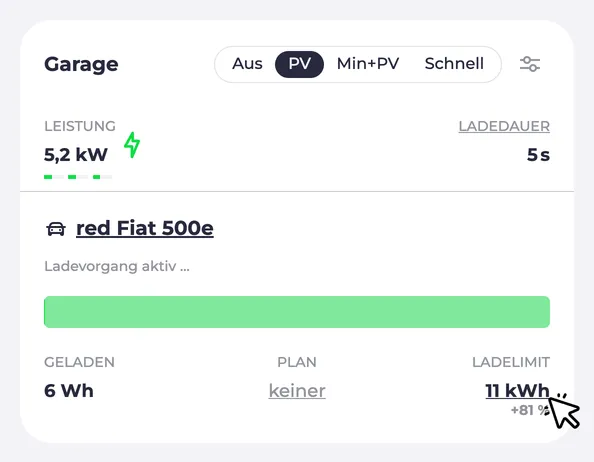 Garage Aus PV Min+PV Schnell
LEISTUNG LADEDAUER
5,2 kW 5 s
red Fiat 500e
Ladevorgang aktiv ...
GELADEN PLAN LADELIMIT
6 Wh keiner 11 kWh
+81 %